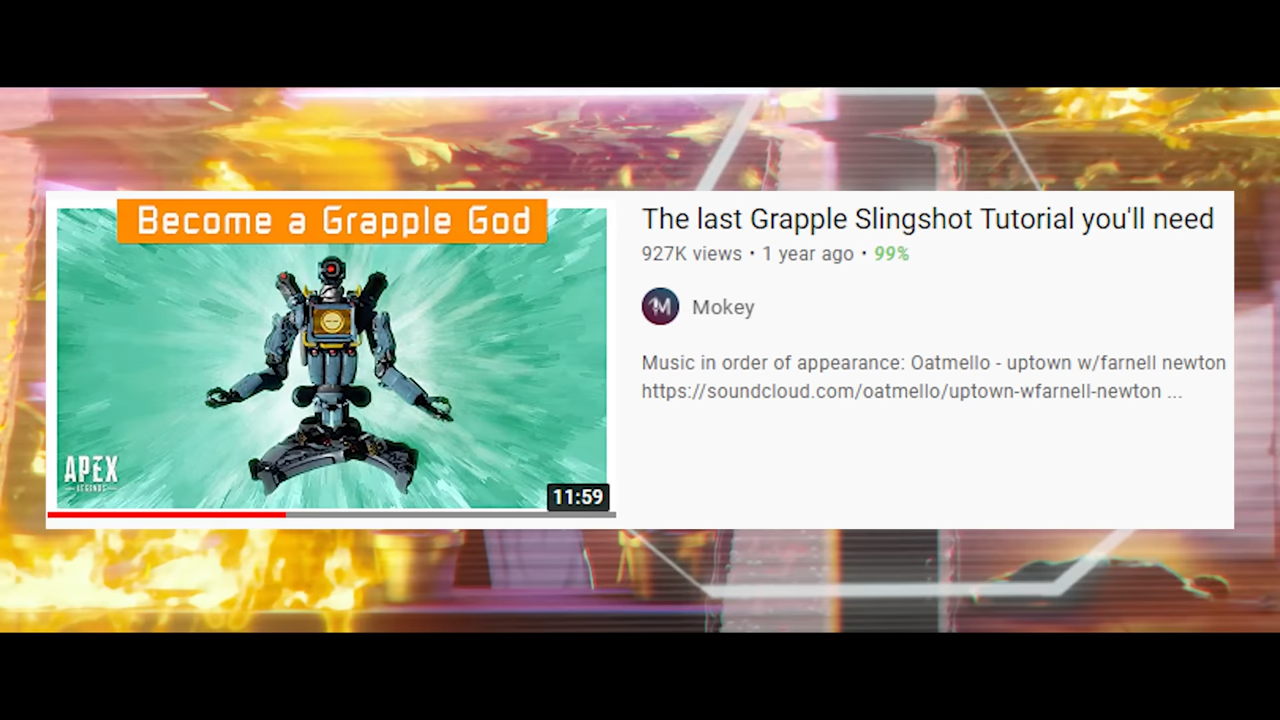 Become a Grapple God
APEX
LEGENDS
11:59
The last Grapple Slingshot Tutorial you'll need
927K views • 1 year ago • 99%
M
Mokey
Music in order of appearance: Oatmello - uptown w/farnell newton
https://soundcloud.com/oatmello/uptown-wfarnell-newton ...